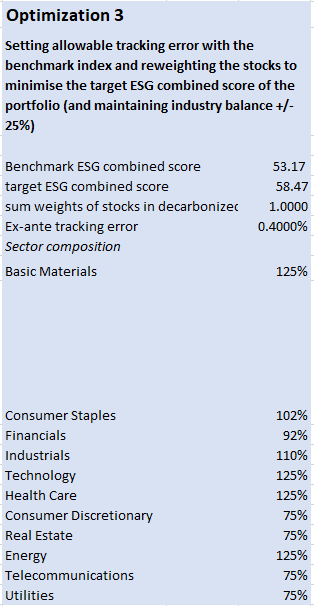 Optimization 3
Setting allowable tracking error with the
benchmark index and reweighting the stocks to
minimise the target ESG combined score of the
portfolio (and maintaining industry balance +/-
25%)
Benchmark ESG combined score 53.17
target ESG combined score 58.47
sum weights of stocks in decarbonized 1.0000
Ex-ante tracking error 0.4000%
Sector composition
Basic Materials 125%
Consumer Staples 102%
Financials 92%
Industrials 110%
Technology 125%
Health Care 125%
Consumer Discretionary 75%
Real Estate 75%
Energy 125%
Telecommunications 75%
Utilities 75%